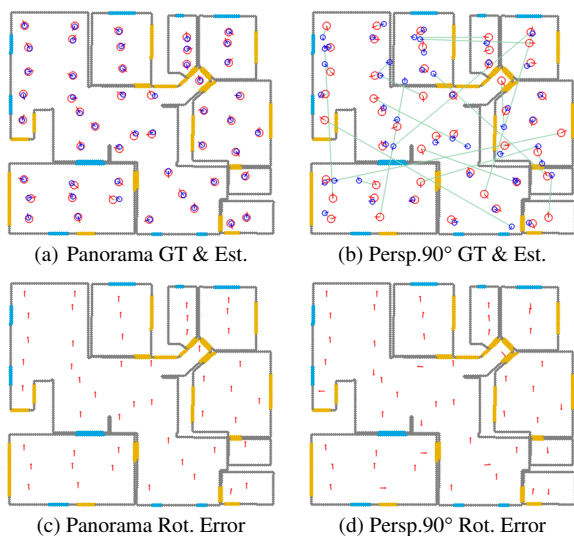 (a) Panorama GT & Est.
(b) Persp.90° GT & Est.
(c) Panorama Rot. Error
(d) Persp.90° Rot. Error